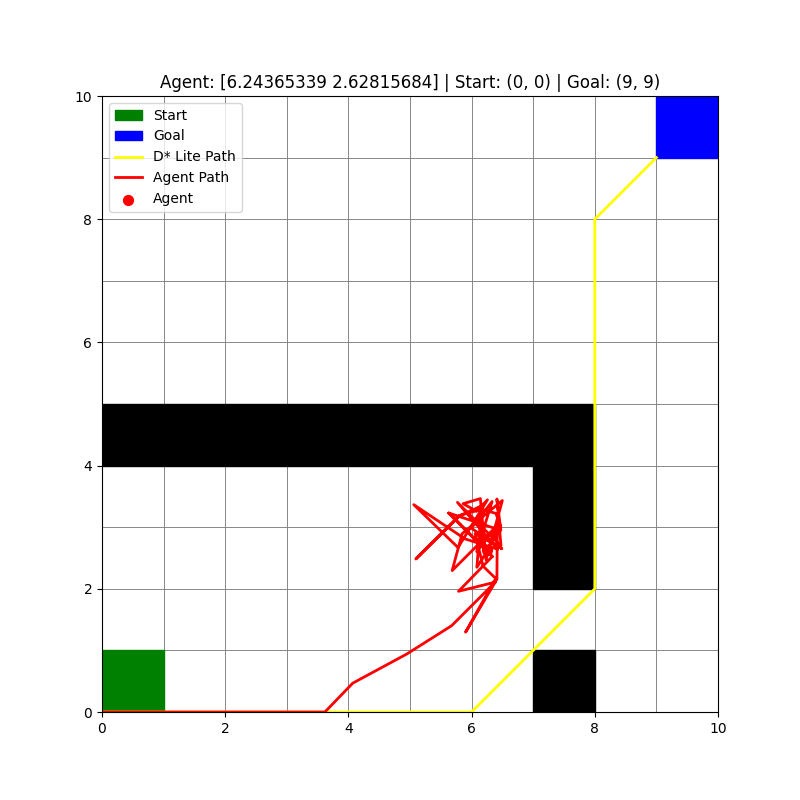 Agent: [6.24365339 2.62815684] | Start: (0, 0) | Goal: (9, 9)
Start
Goal
D* Lite Path
Agent Path
Agent
10
8
6
4
2
0
0 2 4 6 8 10